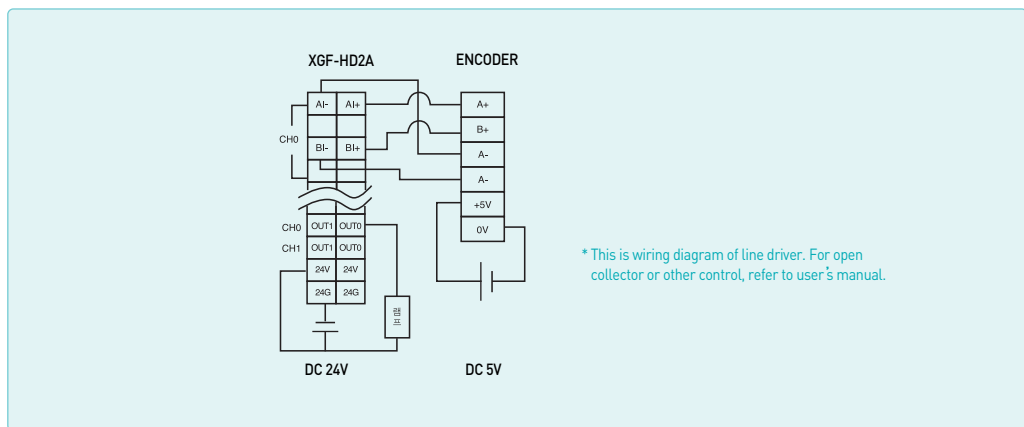 XGF-HD2A
ENCODER
AI- AI+
BI- BI+
CH0
CH0 OUT1 OUT0
CH1 OUT1 OUT0
24V 24V
24G 24G
램
프
DC 24V
A+
B+
A-
A-
+5V
0V
DC 5V
* This is wiring diagram of line driver. For open
collector or other control, refer to user's manual.